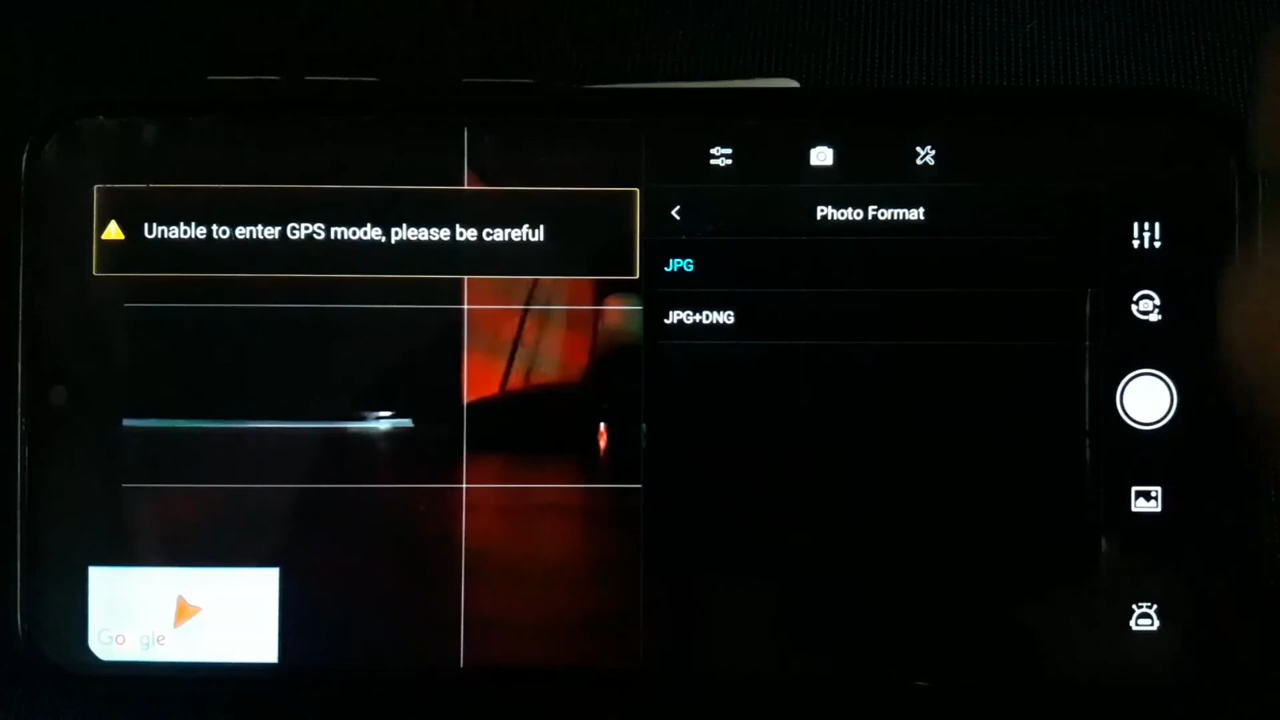 Unable to enter GPS mode, please be careful
Photo Format
JPG
JPG+DNG
Google